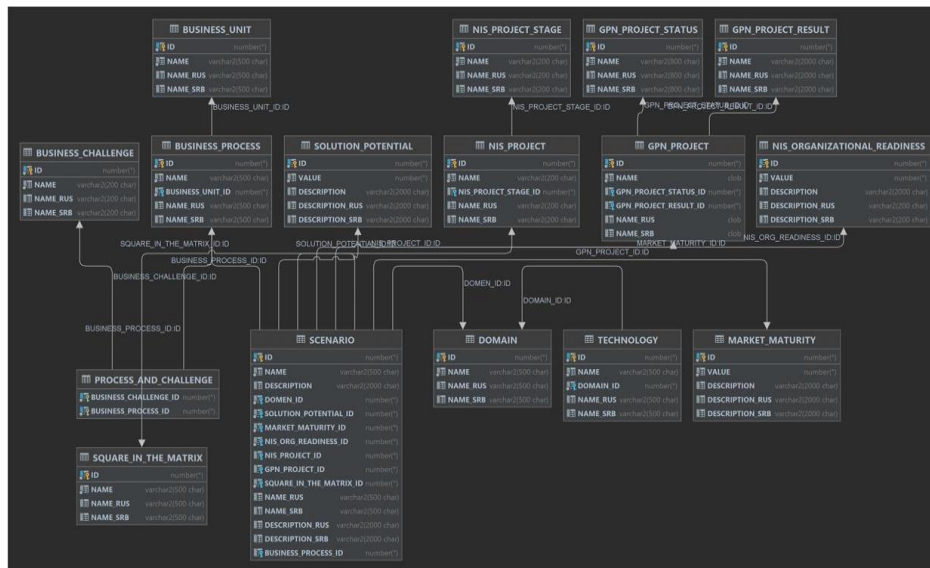 BUSINESS_UNIT
ID number(*)
NAME varchar2(500 char)
NAME_RUS varchar2(500 char)
NAME_SRB varchar2(500 char)
NIS_PROJECT_STAGE
ID number(*)
NAME varchar2(200 char)
NAME_RUS varchar2(200 char)
NAME_SRB varchar2(200 char)
GPN_PROJECT_STATUS
ID number(*)
NAME varchar2(800 char)
NAME_RUS varchar2(800 char)
NAME_SRB varchar2(800 char)
GPN_PROJECT_RESULT
ID number(*)
NAME varchar2(2000 char)
NAME_RUS varchar2(2000 char)
NAME_SRB varchar2(2000 char)
BUSINESS_UNIT_ID:ID
NIS_PROJECT_STAGE_ID:ID
BUSINESS_CHALLENGE
ID number(*)
NAME varchar2(200 char)
NAME_RUS varchar2(200 char)
NAME_SRB varchar2(200 char)
BUSINESS_PROCESS
ID number(*)
NAME varchar2(500 char)
BUSINESS_UNIT_ID number(*)
NAME_RUS varchar2(500 char)
NAME_SRB varchar2(500 char)
SOLUTION_POTENTIAL
ID number(*)
VALUE number(*)
DESCRIPTION varchar2(2000 char)
DESCRIPTION_RUS varchar2(2000 char)
DESCRIPTION_SRB varchar2(2000 char)
NIS_PROJECT
ID number(*)
NAME varchar2(200 char)
NIS_PROJECT_STAGE_ID number(*)
NAME_RUS varchar2(200 char)
NAME_SRB varchar2(200 char)
GPN_PROJECT
ID number(*)
NAME clob
GPN_PROJECT_STATUS_ID number(*)
GPN_PROJECT_RESULT_ID number(*)
NAME_RUS clob
NAME_SRB clob
NIS_ORGANIZATIONAL_READINESS
ID number(*)
VALUE number(*)
DESCRIPTION varchar2(2000 char)
DESCRIPTION_RUS varchar2(2000 char)
DESCRIPTION_SRB varchar2(2000 char)
SQUARE_IN_THE_MATRIX_ID:ID
MARKET_MATURITY_ID:ID
NIS_ORG_READINESS_ID:ID
GPN_PROJECT_ID:ID
BUSINESS_PROCESS_ID:ID
BUSINESS_CHALLENGE_ID:ID
DOMEN_ID:ID
DOMAIN_ID:ID
BUSINESS_PROCESS_ID:ID
SCENARIO
ID number(*)
NAME varchar2(500 char)
DESCRIPTION varchar2(2000 char)
DOMEN_ID number(*)
SOLUTION_POTENTIAL_ID number(*)
MARKET_MATURITY_ID number(*)
NIS_ORG_READINESS_ID number(*)
NIS_PROJECT_ID number(*)
GPN_PROJECT_ID number(*)
SQUARE_IN_THE_MATRIX_ID number(*)
NAME_RUS varchar2(500 char)
NAME_SRB varchar2(500 char)
DESCRIPTION_RUS varchar2(2000 char)
DESCRIPTION_SRB varchar2(2000 char)
BUSINESS_PROCESS_ID number(*)
DOMAIN
ID number(*)
NAME varchar2(500 char)
NAME_RUS varchar2(500 char)
NAME_SRB varchar2(500 char)
TECHNOLOGY
ID number(*)
NAME varchar2(500 char)
DOMAIN_ID number(*)
NAME_RUS varchar2(500 char)
NAME_SRB varchar2(500 char)
MARKET_MATURITY
ID number(*)
VALUE number(*)
DESCRIPTION varchar2(2000 char)
DESCRIPTION_RUS varchar2(2000 char)
DESCRIPTION_SRB varchar2(2000 char)
PROCESS_AND_CHALLENGE
BUSINESS_CHALLENGE_ID number(*)
BUSINESS_PROCESS_ID number(*)
SQUARE_IN_THE_MATRIX
ID number(*)
NAME varchar2(500 char)
NAME_RUS varchar2(500 char)
NAME_SRB varchar2(500 char)